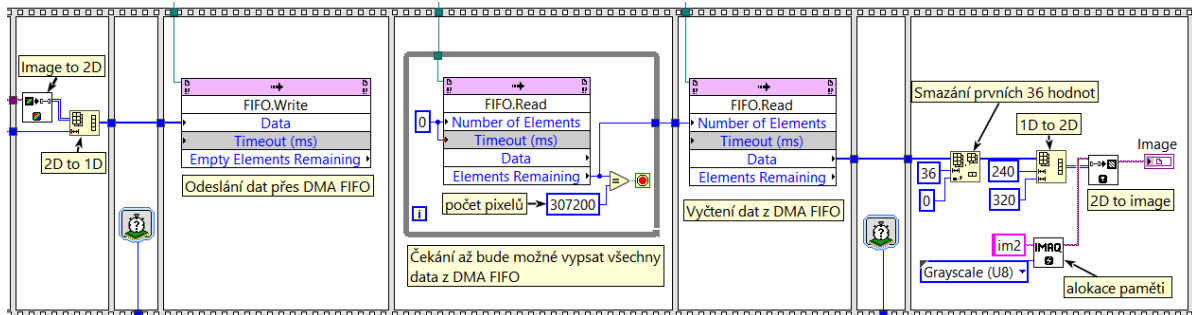 Image to 2D
2D to 1D
FIFO.Write
Data
Timeout (ms)
Empty Elements Remaining
Odeslání dat přes DMA FIFO
FIFO.Read
0
Number of Elements
Timeout (ms)
Data
Elements Remaining
=
počet pixelů
307200
i
Čekání až bude možné vypsat všechny
data z DMA FIFO
FIFO.Read
Number of Elements
Timeout (ms)
Data
Elements Remaining
Vyčtení dat z DMA FIFO
Smazání prvních 36 hodnot
1D to 2D
Image
36
0
240
320
2D to image
im2
IMAQ
Grayscale (U8)
alokace paměti